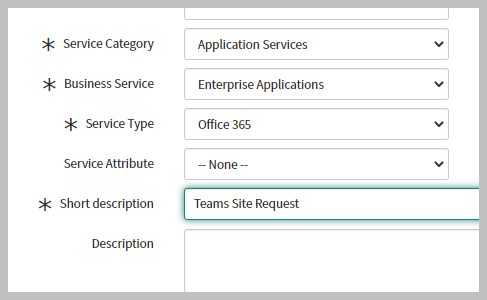 * Service Category Application Services
* Business Service Enterprise Applications
* Service Type Office 365
Service Attribute -- None --
* Short description Teams Site Request
Description